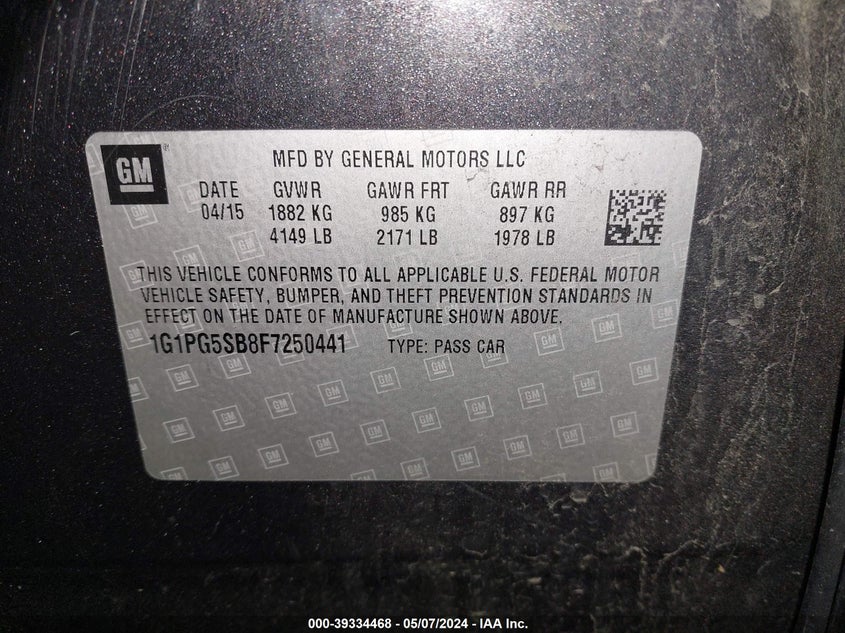 GM
MFD BY GENERAL MOTORS LLC
DATE GVWR GAWR FRT GAWR RR
04/15 1882 KG 985 KG 897 KG
4149 LB 2171 LB 1978 LB
THIS VEHICLE CONFORMS TO ALL APPLICABLE U.S. FEDERAL MOTOR
VEHICLE SAFETY, BUMPER, AND THEFT PREVENTION STANDARDS IN
EFFECT ON THE DATE OF MANUFACTURE SHOWN ABOVE.
1G1PG5SB8F7250441 TYPE: PASS CAR
000-39334468 - 05/07/2024 - IAA Inc.